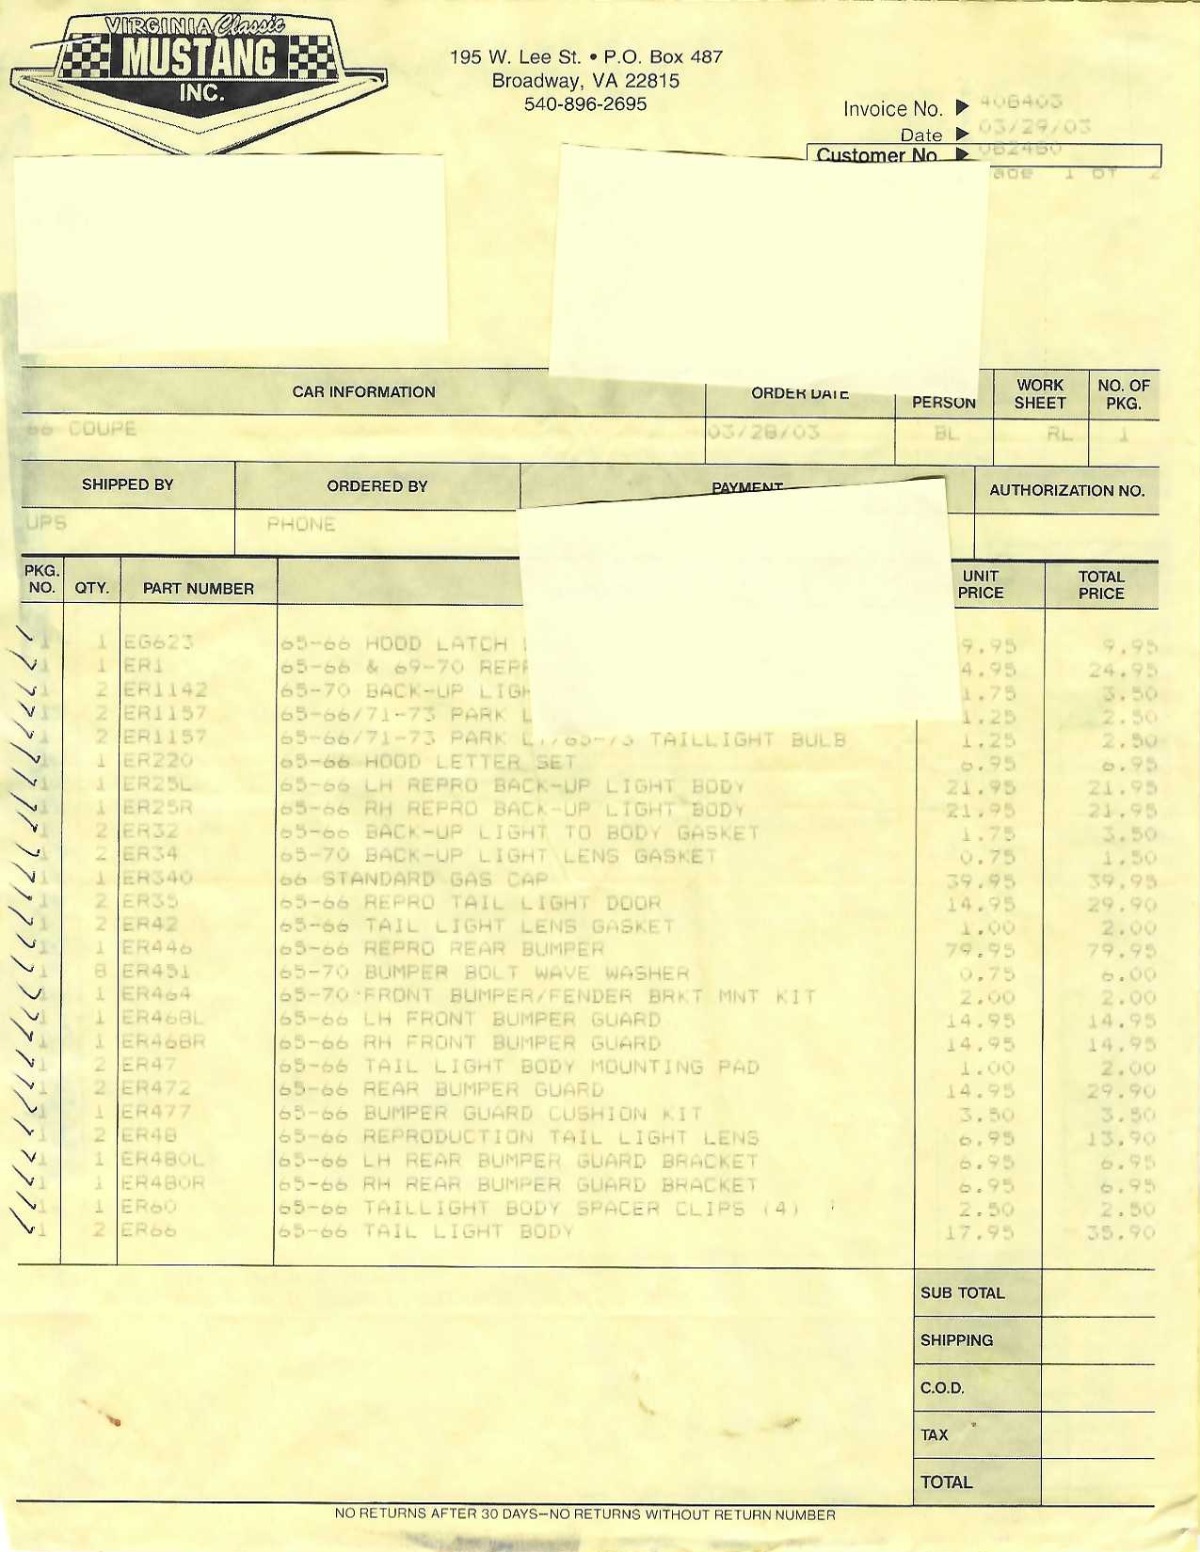 VIRGINIA Classic
MUSTANG
INC.
195 W. Lee St. • P.O. Box 487
Broadway, VA 22815
540-896-2695
Invoice No. ▶ 408403
Date ▶ 03/29/03
Customer No. ▶ 062460
age 1 of 2
CAR INFORMATION ORDER DATE PERSON WORK SHEET NO. OF PKG.
66 COUPE 03/28/03 BL RL 1
SHIPPED BY ORDERED BY PAYMENT AUTHORIZATION NO.
UPS PHONE
PKG. NO. QTY. PART NUMBER UNIT PRICE TOTAL PRICE
1 1 EG623 65-66 HOOD LATCH 9.95 9.95
1 1 ER1 65-66 & 69-70 REP 4.95 24.95
1 2 ER1142 65-70 BACK-UP LIGH 1.75 3.50
1 2 ER1157 65-66/71-73 PARK L 1.25 2.50
1 2 ER1157 65-66/71-73 PARK LT/65-73 TAILLIGHT BULB 1.25 2.50
1 1 ER220 65-66 HOOD LETTER SET 6.95 6.95
1 1 ER25L 65-66 LH REPRO BACK-UP LIGHT BODY 21.95 21.95
1 1 ER25R 65-66 RH REPRO BACK-UP LIGHT BODY 21.95 21.95
1 2 ER32 65-66 BACK-UP LIGHT TO BODY GASKET 1.75 3.50
1 2 ER34 65-70 BACK-UP LIGHT LENS GASKET 0.75 1.50
1 1 ER340 66 STANDARD GAS CAP 39.95 39.95
1 2 ER35 65-66 REPRO TAIL LIGHT DOOR 14.95 29.90
1 2 ER42 65-66 TAIL LIGHT LENS GASKET 1.00 2.00
1 1 ER446 65-66 REPRO REAR BUMPER 79.95 79.95
1 8 ER451 65-70 BUMPER BOLT WAVE WASHER 0.75 6.00
1 1 ER464 65-70 FRONT BUMPER/FENDER BRKT MNT KIT 2.00 2.00
1 1 ER468L 65-66 LH FRONT BUMPER GUARD 14.95 14.95
1 1 ER468R 65-66 RH FRONT BUMPER GUARD 14.95 14.95
1 2 ER47 65-66 TAIL LIGHT BODY MOUNTING PAD 1.00 2.00
1 2 ER472 65-66 REAR BUMPER GUARD 14.95 29.90
1 1 ER477 65-66 BUMPER GUARD CUSHION KIT 3.50 3.50
1 2 ER48 65-66 REPRODUCTION TAIL LIGHT LENS 6.95 13.90
1 1 ER480L 65-66 LH REAR BUMPER GUARD BRACKET 6.95 6.95
1 1 ER480R 65-66 RH REAR BUMPER GUARD BRACKET 6.95 6.95
1 1 ER60 65-66 TAILLIGHT BODY SPACER CLIPS (4) 2.50 2.50
1 2 ER66 65-66 TAIL LIGHT BODY 17.95 35.90
SUB TOTAL
SHIPPING
C.O.D.
TAX
TOTAL
NO RETURNS AFTER 30 DAYS—NO RETURNS WITHOUT RETURN NUMBER